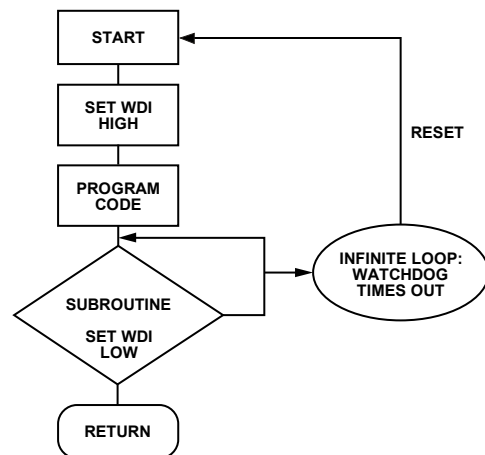 START
SET WDI
HIGH
PROGRAM
CODE
SUBROUTINE
SET WDI
LOW
RETURN
RESET
INFINITE LOOP:
WATCHDOG
TIMES OUT